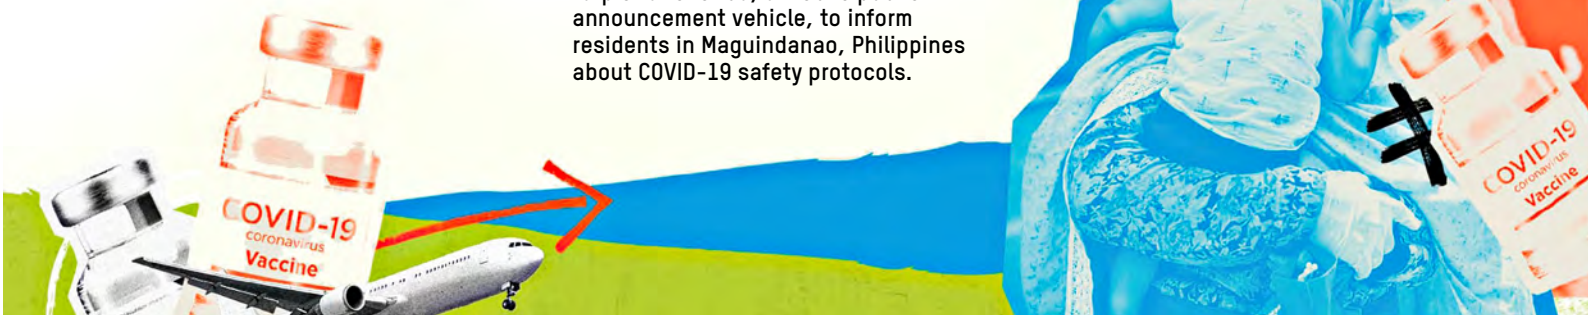 announcement vehicle, to inform
residents in Maguindanao, Philippines
about COVID-19 safety protocols.
COVID-19
coronavirus
Vaccine
COVID-19
coronavirus
Vaccine